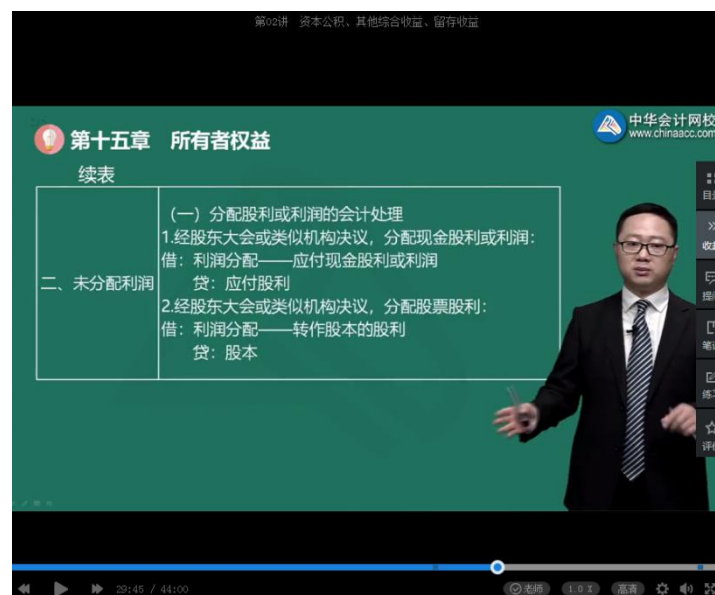 第02讲 资本公积、其他综合收益、留存收益
中华会计网校
www.chinaacc.com
第十五章 所有者权益
续表
二、未分配利润
（一）分配股利或利润的会计处理
1.经股东大会或类似机构决议，分配现金股利或利润：
借：利润分配——应付现金股利或利润
贷：应付股利
2.经股东大会或类似机构决议，分配股票股利：
借：利润分配——转作股本的股利
贷：股本
29:45 / 44:00
老师
1.0 X
高清